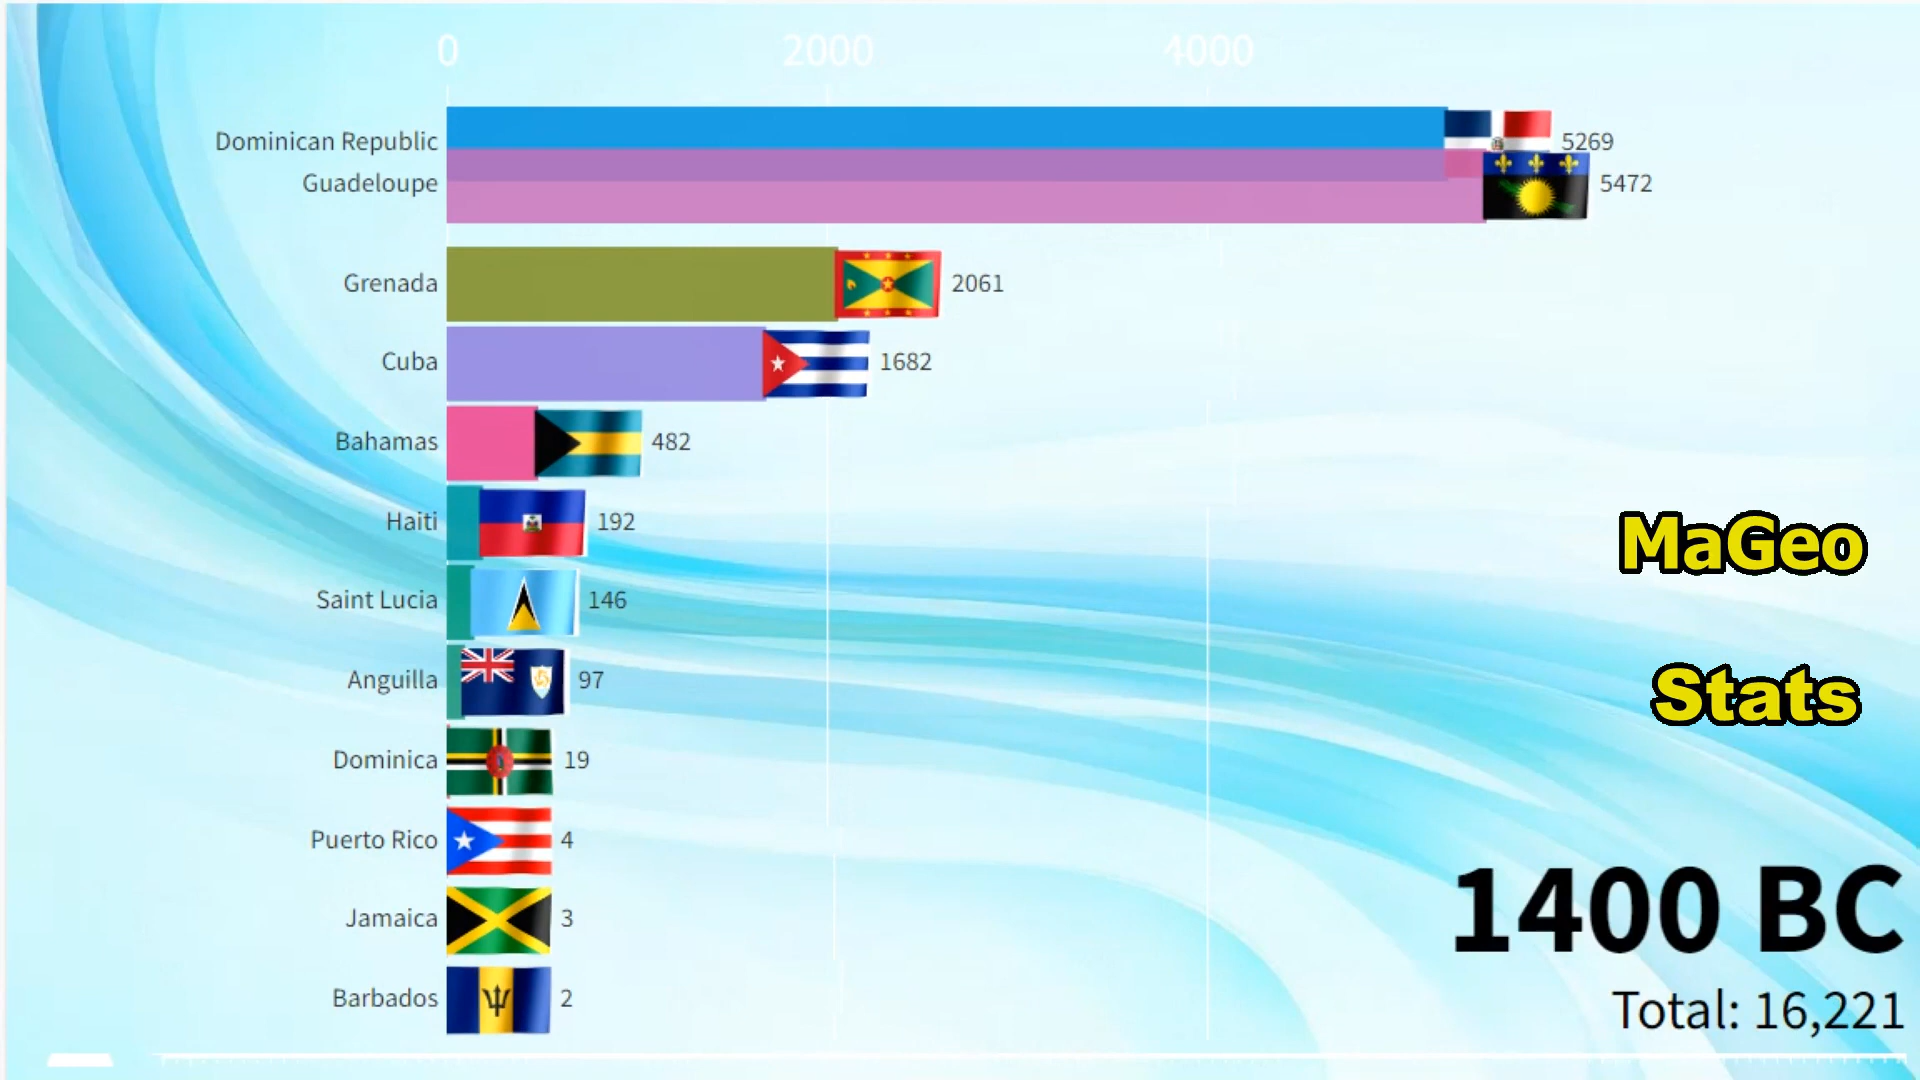 0 2000 4000
Dominican Republic 5269
Guadeloupe 5472
Grenada 2061
Cuba 1682
Bahamas 482
Haiti 192
Saint Lucia 146
Anguilla 97
Dominica 19
Puerto Rico 4
Jamaica 3
Barbados 2
MaGeo
Stats
1400 BC
Total: 16,221